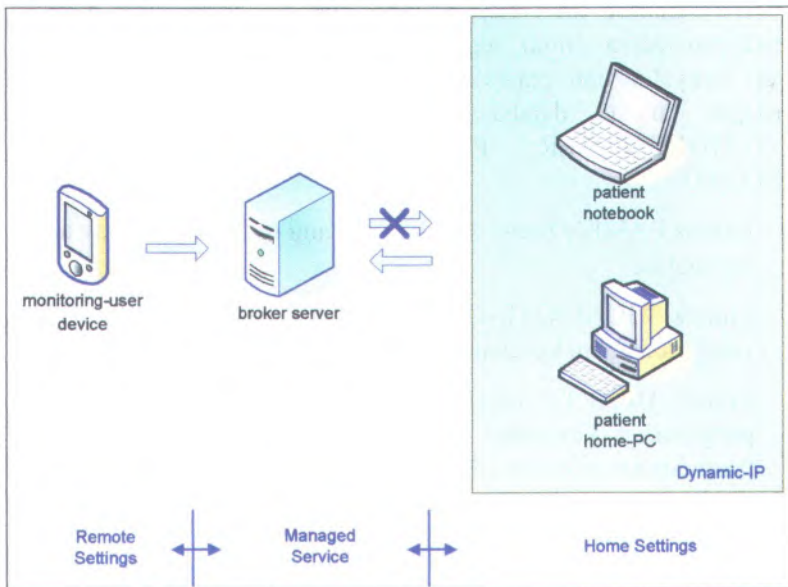 patient
notebook
monitoring-user
device
broker server
patient
home-PC
Dynamic-IP
Remote
Settings
Managed
Service
Home Settings